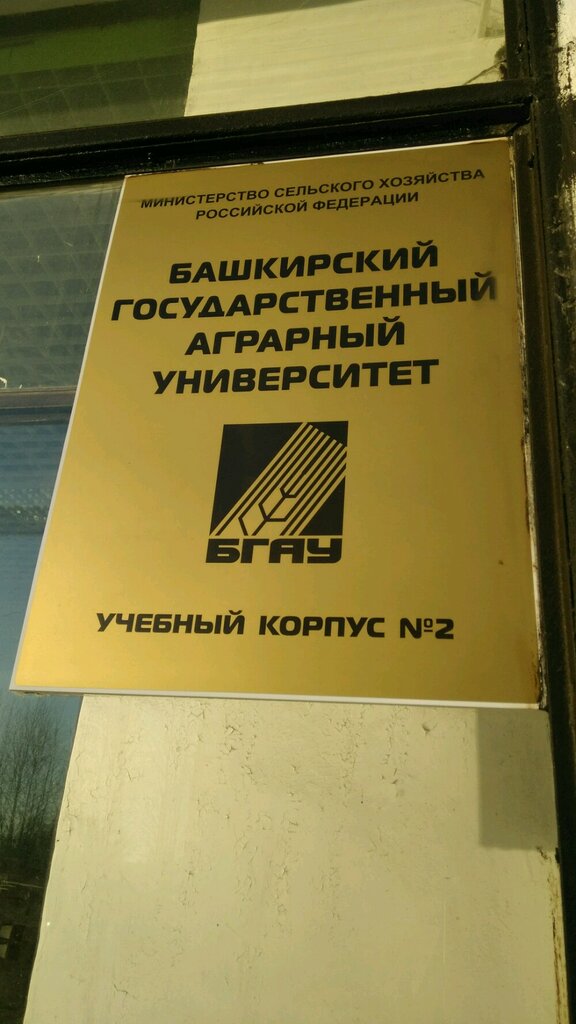 МИНИСТЕРСТВО СЕЛЬСКОГО ХОЗЯЙСТВА
РОССИЙСКОЙ ФЕДЕРАЦИИ
БАШКИРСКИЙ
ГОСУДАРСТВЕННЫЙ
АГРАРНЫЙ
УНИВЕРСИТЕТ
БГАУ
УЧЕБНЫЙ КОРПУС №2